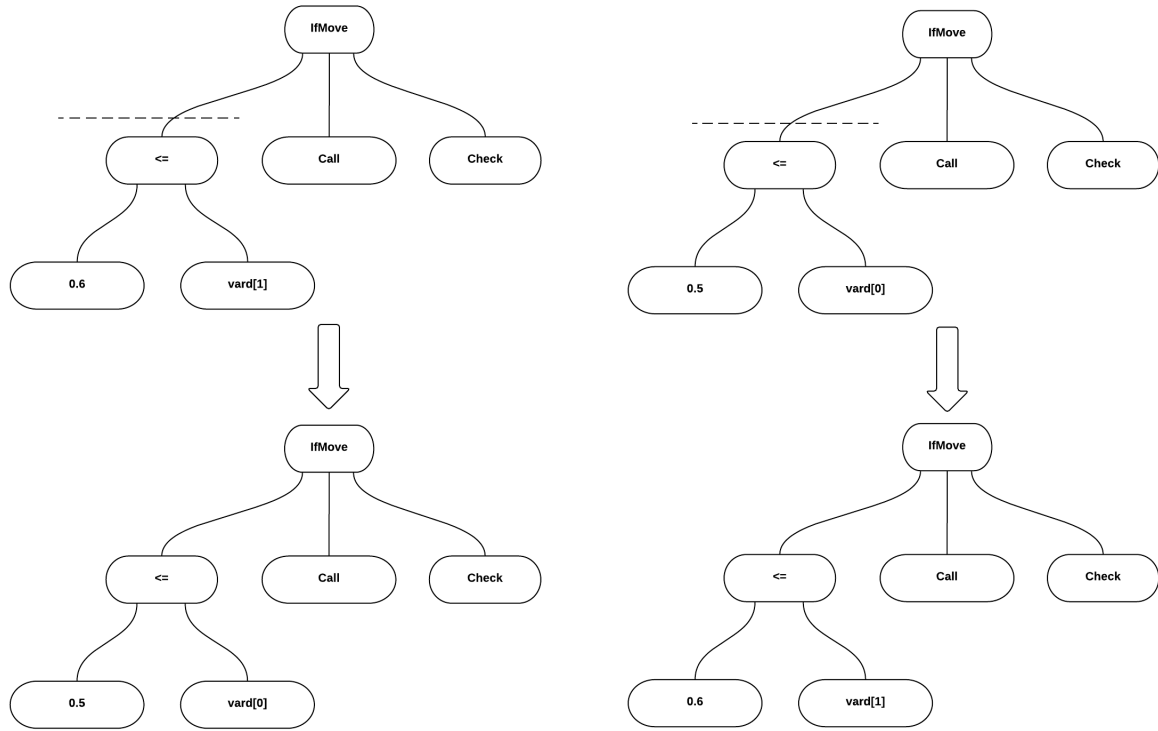 IfMove
<=
Call
Check
0.6
vard[1]
IfMove
<=
Call
Check
0.5
vard[0]
IfMove
<=
Call
Check
0.5
vard[0]
IfMove
<=
Call
Check
0.6
vard[1]